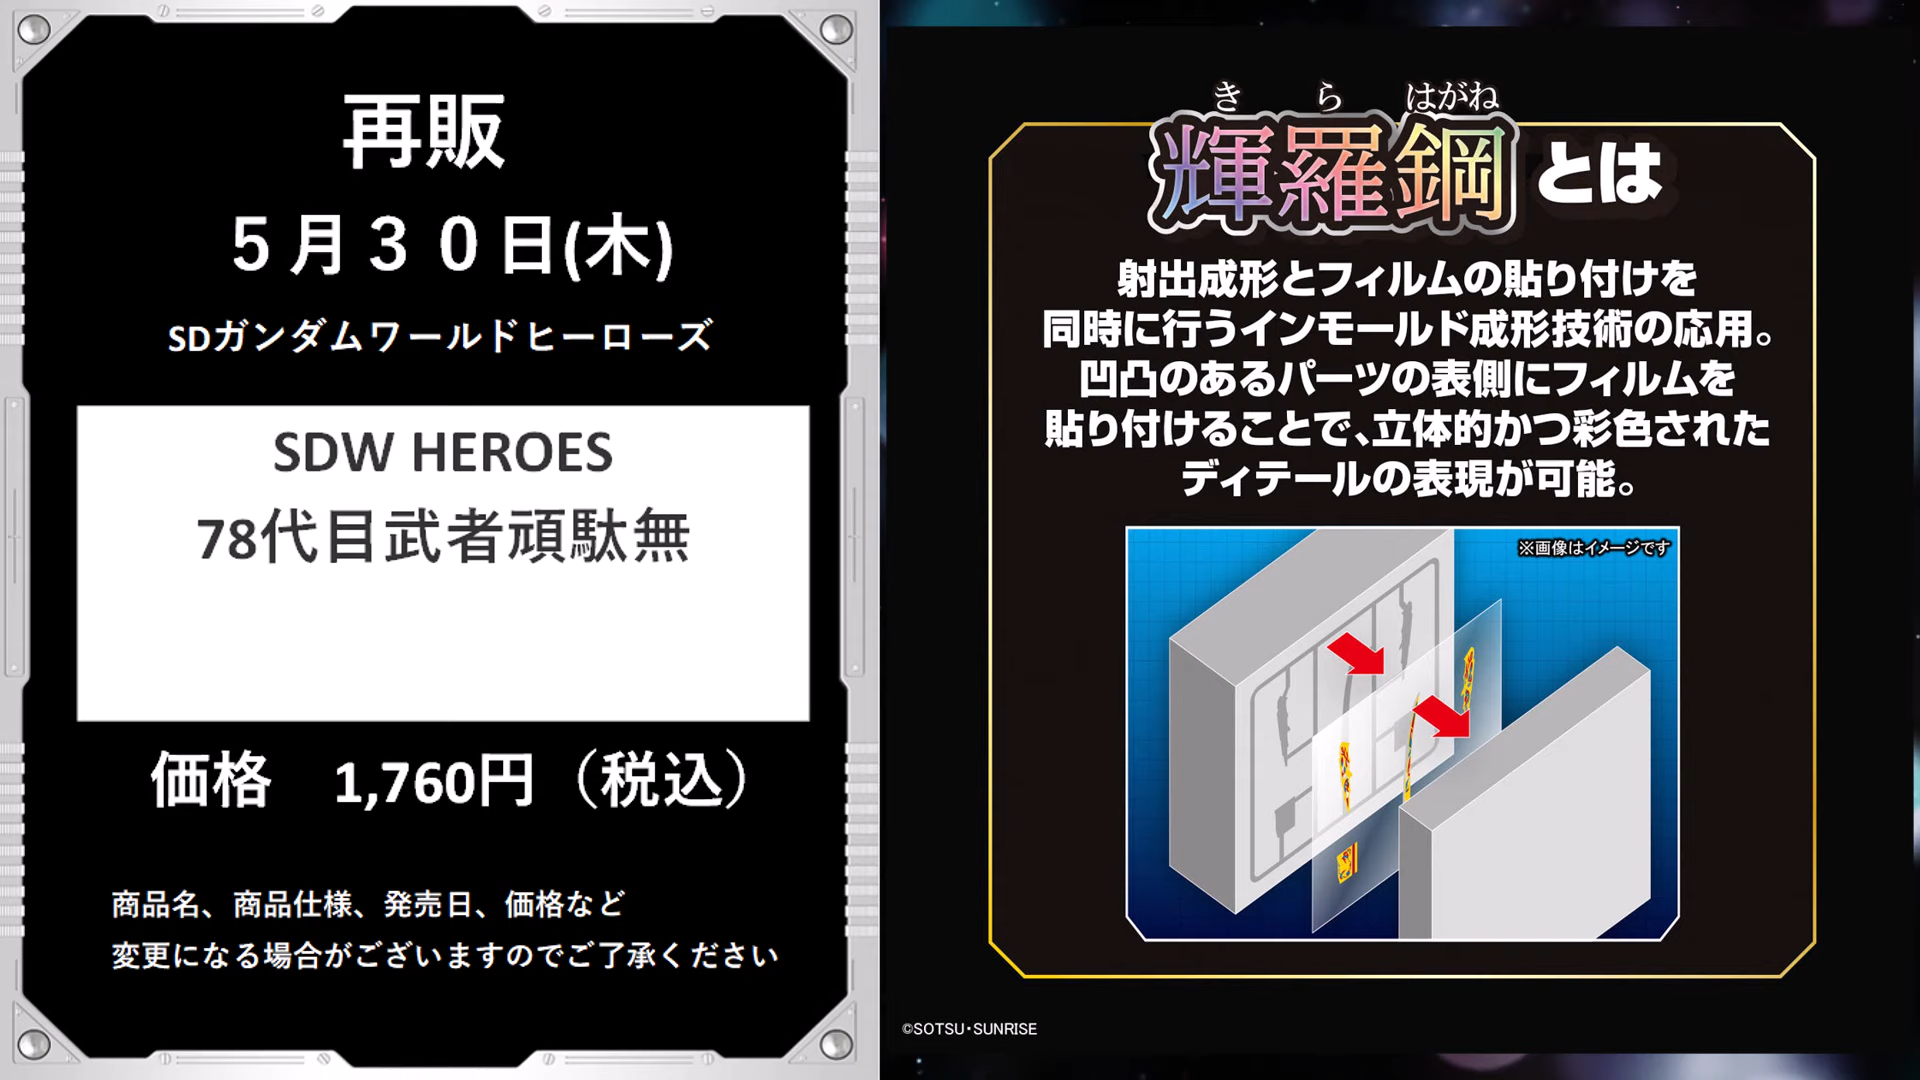 再販
５月３０日(木)
SDガンダムワールドヒーローズ
SDW HEROES
78代目武者頑駄無
価格　1,760円（税込）
商品名、商品仕様、発売日、価格など
変更になる場合がございますのでご了承ください
き ら はがね
輝羅鋼とは
射出成形とフィルムの貼り付けを
同時に行うインモールド成形技術の応用。
凹凸のあるパーツの表側にフィルムを
貼り付けることで、立体的かつ彩色された
ディテールの表現が可能。
※画像はイメージです
©SOTSU・SUNRISE